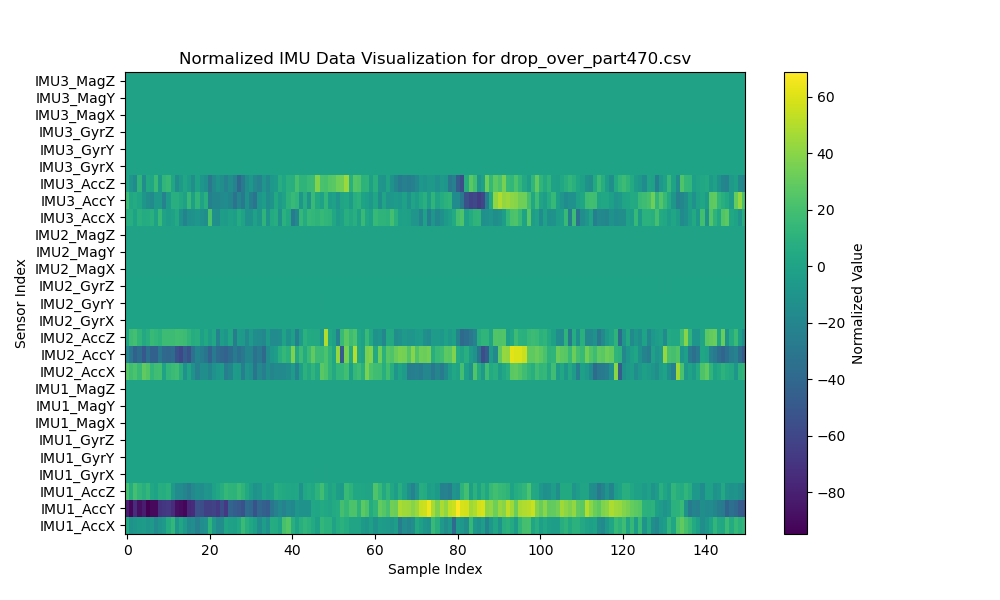 Normalized IMU Data Visualization for drop_over_part470.csv
Sensor Index
IMU3_MagZ
IMU3_MagY
IMU3_MagX
IMU3_GyrZ
IMU3_GyrY
IMU3_GyrX
IMU3_AccZ
IMU3_AccY
IMU3_AccX
IMU2_MagZ
IMU2_MagY
IMU2_MagX
IMU2_GyrZ
IMU2_GyrY
IMU2_GyrX
IMU2_AccZ
IMU2_AccY
IMU2_AccX
IMU1_MagZ
IMU1_MagY
IMU1_MagX
IMU1_GyrZ
IMU1_GyrY
IMU1_GyrX
IMU1_AccZ
IMU1_AccY
IMU1_AccX
0 20 40 60 80 100 120 140
Sample Index
60
40
20
0
−20
−40
−60
−80
Normalized Value